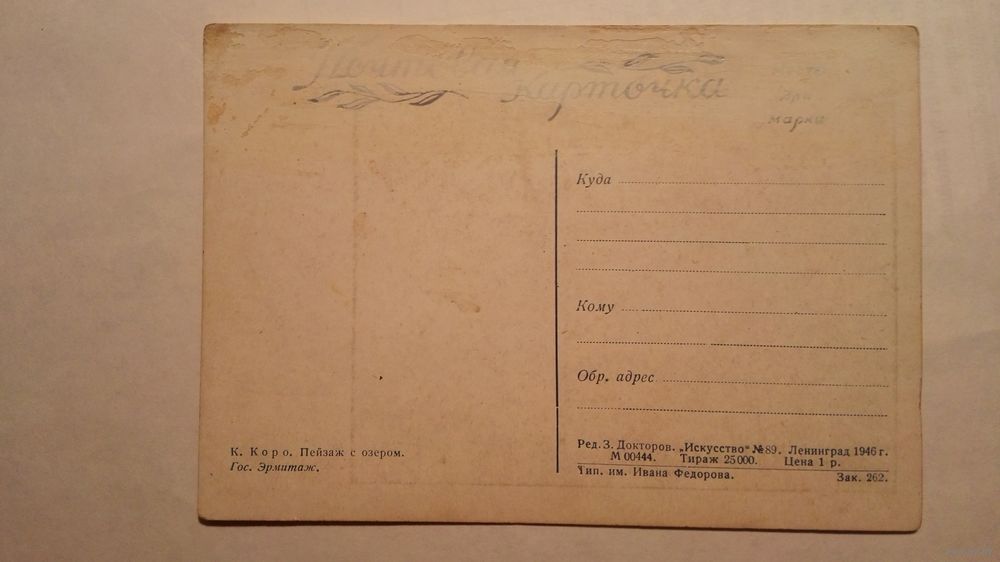 Почтовая
Карточка
место
для
марки
Куда
Кому
Обр. адрес
К. Коро. Пейзаж с озером.
Гос. Эрмитаж.
Ред. З. Докторов. „Искусство“ №89. Ленинград 1946 г.
М 00444. Тираж 25000. Цена 1 р.
Тип. им. Ивана Федорова. Зак. 262.